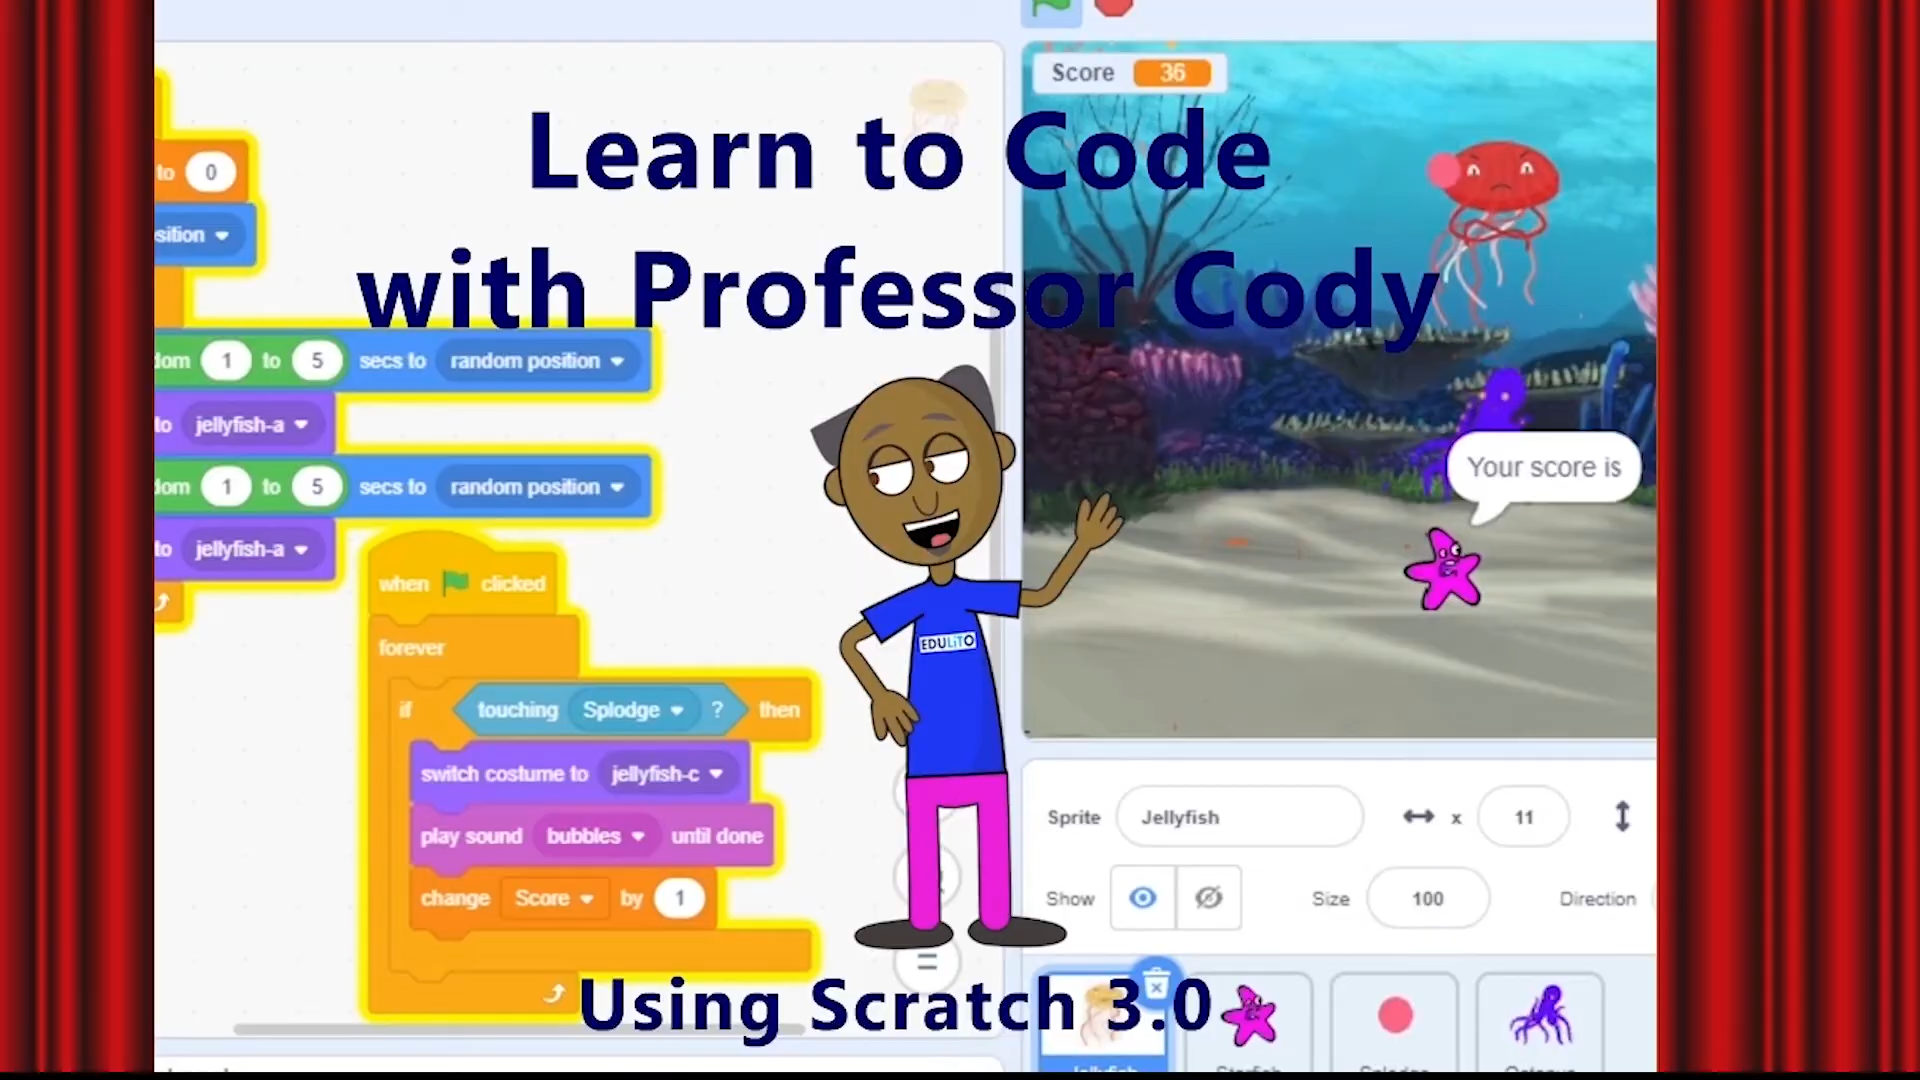 Learn to Code
with Professor Cody
Using Scratch 3.0
to 0
sition
dom 1 to 5 secs to random position
to jellyfish-a
dom 1 to 5 secs to random position
to jellyfish-a
when clicked
forever
if touching Splodge ? then
switch costume to jellyfish-c
play sound bubbles until done
change Score by 1
EDULiTO
Score 36
Your score is
Sprite Jellyfish x 11
Show Size 100 Direction